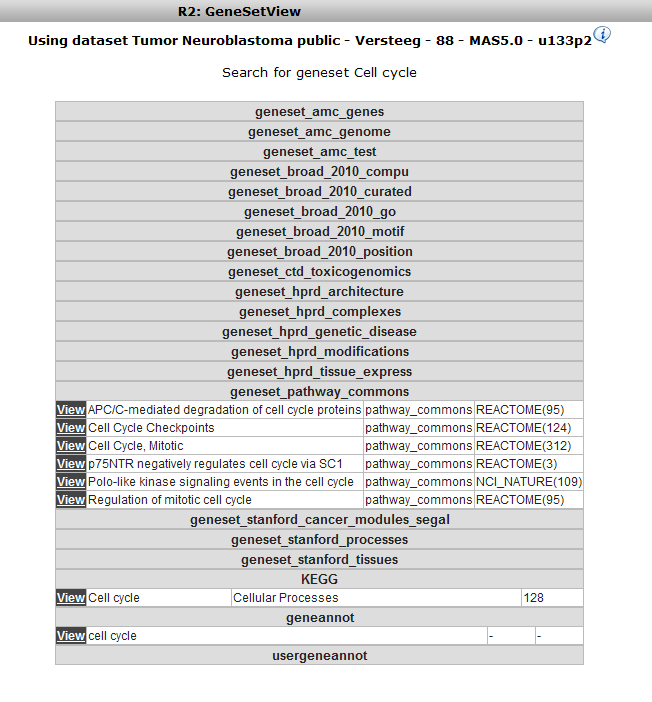 R2: GeneSetView
Using dataset Tumor Neuroblastoma public - Versteeg - 88 - MAS5.0 - u133p2 i
Search for geneset Cell cycle
geneset_amc_genes
geneset_amc_genome
geneset_amc_test
geneset_broad_2010_compu
geneset_broad_2010_curated
geneset_broad_2010_go
geneset_broad_2010_motif
geneset_broad_2010_position
geneset_ctd_toxicogenomics
geneset_hprd_architecture
geneset_hprd_complexes
geneset_hprd_genetic_disease
geneset_hprd_modifications
geneset_hprd_tissue_express
geneset_pathway_commons
View APC/C-mediated degradation of cell cycle proteins pathway_commons REACTOME(95)
View Cell Cycle Checkpoints pathway_commons REACTOME(124)
View Cell Cycle, Mitotic pathway_commons REACTOME(312)
View p75NTR negatively regulates cell cycle via SC1 pathway_commons REACTOME(3)
View Polo-like kinase signaling events in the cell cycle pathway_commons NCI_NATURE(109)
View Regulation of mitotic cell cycle pathway_commons REACTOME(95)
geneset_stanford_cancer_modules_segal
geneset_stanford_processes
geneset_stanford_tissues
KEGG
View Cell cycle Cellular Processes 128
geneannot
View cell cycle - -
usergeneannot